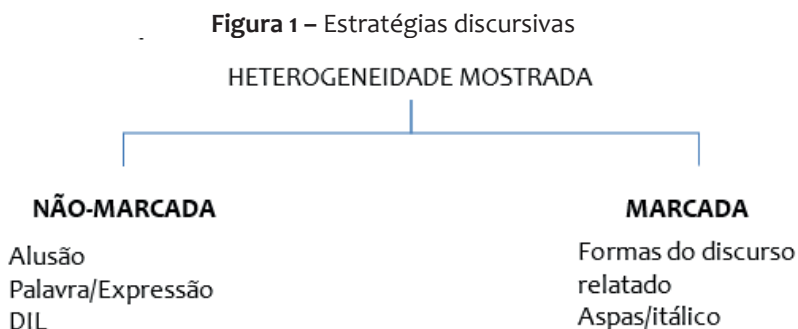 Figura 1 – Estratégias discursivas
HETEROGENEIDADE MOSTRADA
NÃO-MARCADA
Alusão
Palavra/Expressão
DIL
MARCADA
Formas do discurso
relatado
Aspas/itálico